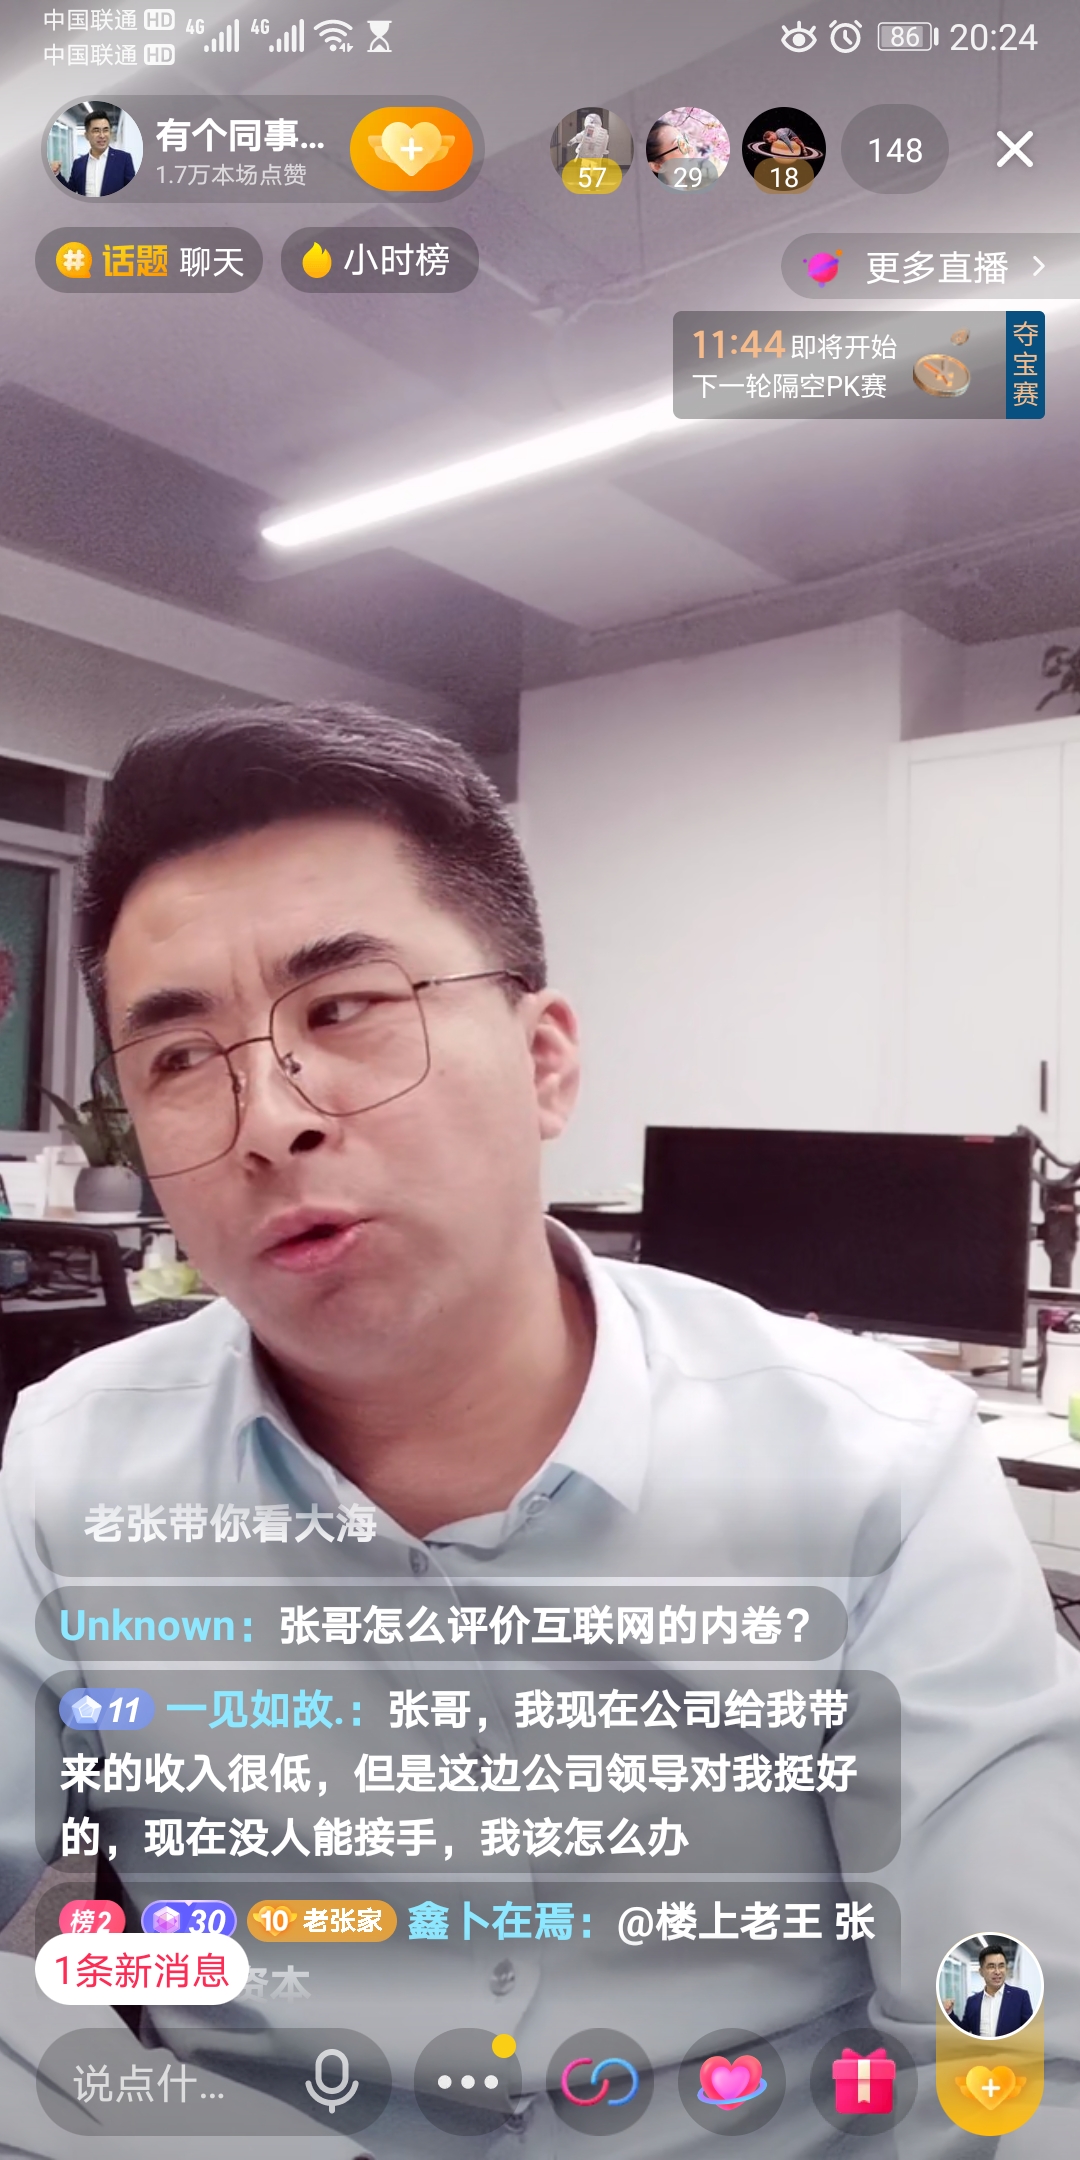 中国联通 HD 4G 4G 86 20:24
中国联通 HD
有个同事...
1.7万本场点赞
57 29 18 148
话题 聊天 小时榜
更多直播
11:44 即将开始
下一轮隔空PK赛
夺宝赛
老张带你看大海
Unknown：张哥怎么评价互联网的内卷？
11 一见如故.：张哥，我现在公司给我带
来的收入很低，但是这边公司领导对我挺好
的，现在没人能接手，我该怎么办
榜2 30 10 老张家 鑫卜在焉：@楼上老王 张
1条新消息 资本
说点什...